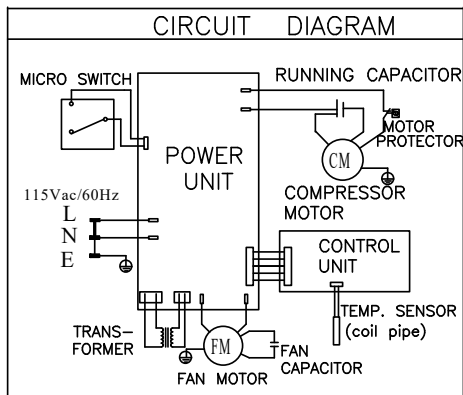 CIRCUIT DIAGRAM
MICRO SWITCH
RUNNING CAPACITOR
MOTOR
PROTECTOR
POWER
UNIT
CM
COMPRESSOR
MOTOR
115Vac/60Hz
L
N
E
CONTROL
UNIT
TEMP. SENSOR
(coil pipe)
TRANS-
FORMER
FM
FAN
CAPACITOR
FAN MOTOR